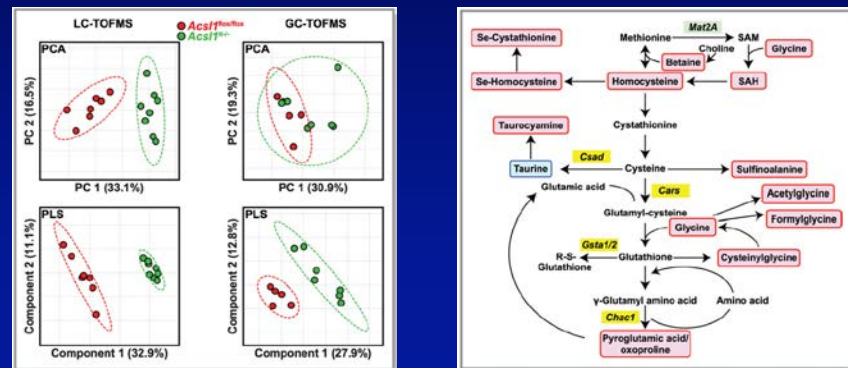 LC-TOFMS
Acsl1flox/flox
GC-TOFMS
PCA
PCA
PC 2 (16.5%)
PC 2 (19.3%)
PC 1 (33.1%)
PC 1 (30.9%)
PLS
PLS
Component 2 (11.1%)
Component 2 (12.8%)
Component 1 (32.9%)
Component 1 (27.9%)
Mat2A
Se-Cystathionine
Methionine
SAM
Choline
Glycine
Betaine
Se-Homocysteine
Homocysteine
SAH
Cystathionine
Taurocyamine
Csad
Taurine
Cysteine
Sulfinoalanine
Glutamic acid
Cars
Acetylglycine
Glutamyl-cysteine
Formylglycine
Glycine
Gsta1/2
R-S-
Glutathione
Glutathione
Cysteinylglycine
γ-Glutamyl amino acid
Amino acid
Chac1
Pyroglutamic acid/
oxoproline